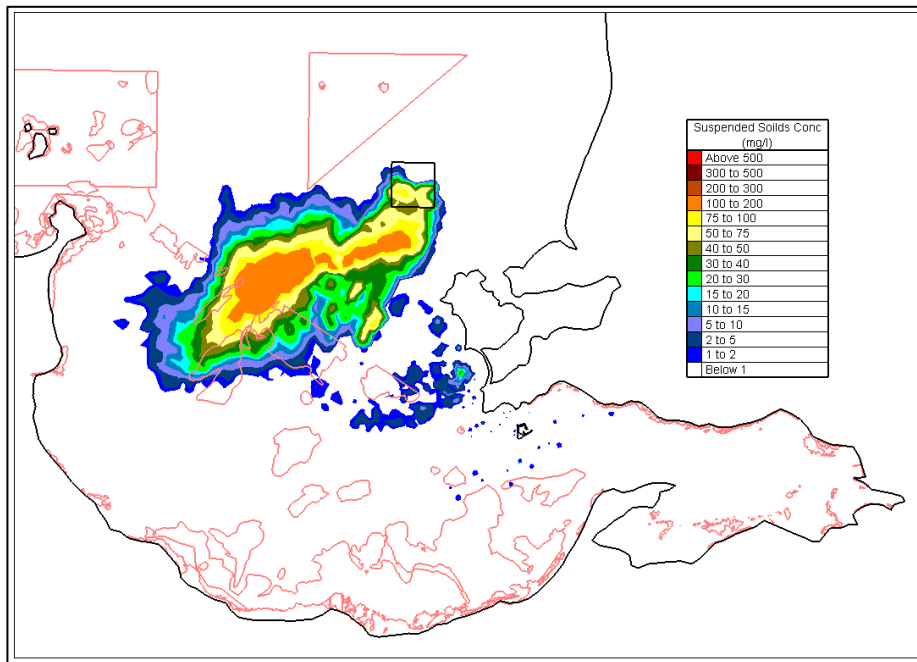 Suspended Soilds Conc
(mg/l)
Above 500
300 to 500
200 to 300
100 to 200
75 to 100
50 to 75
40 to 50
30 to 40
20 to 30
15 to 20
10 to 15
5 to 10
2 to 5
1 to 2
Below 1